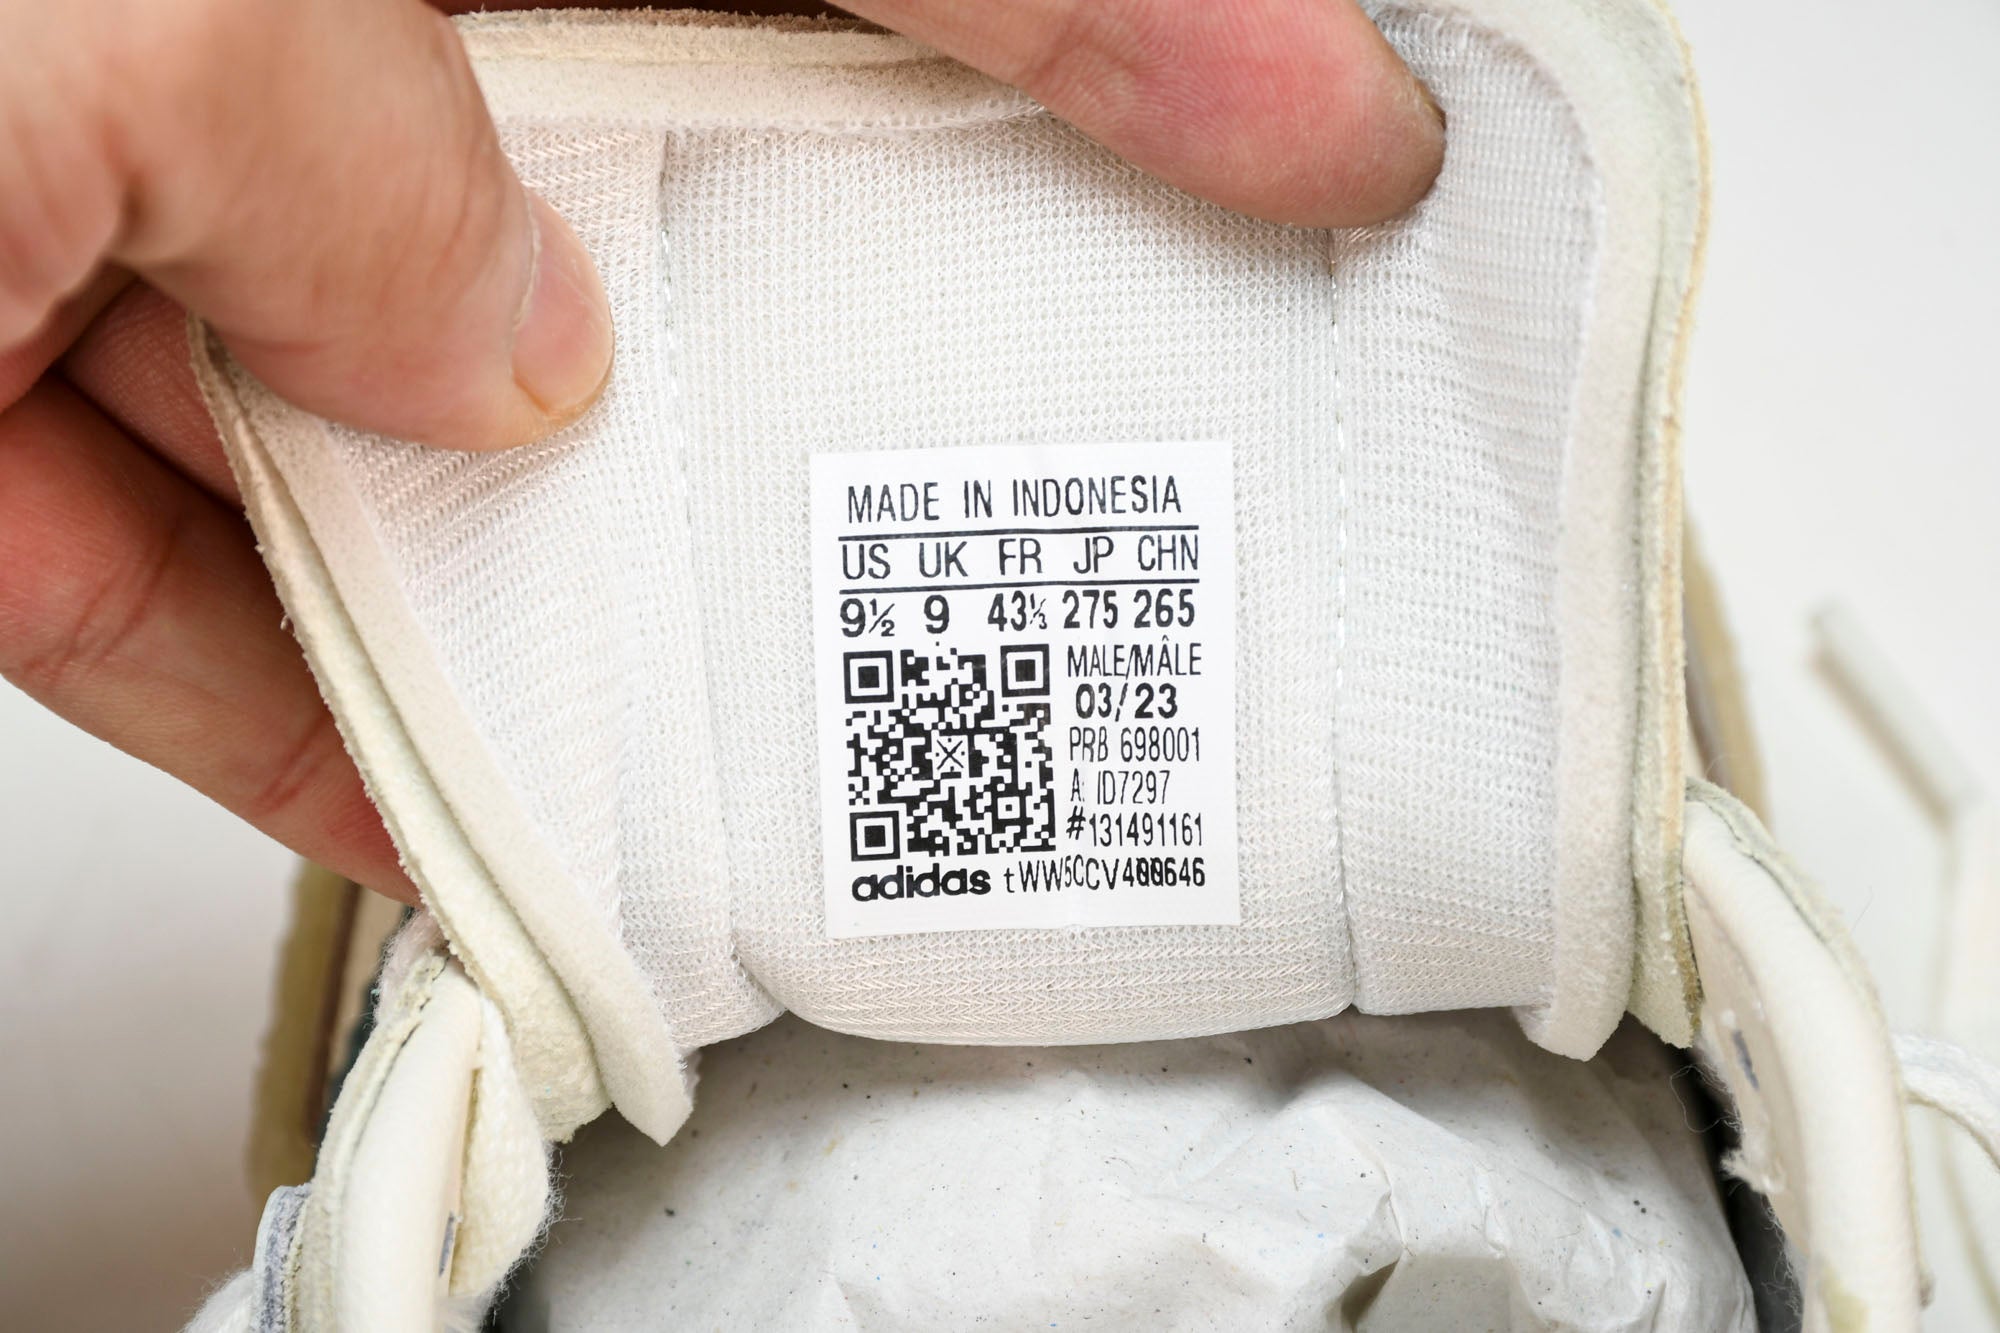 MADE IN INDONESIA
US UK FR JP CHN
9½ 9 43⅓ 275 265
MALE/MÂLE
03/23
PRB 698001
A: ID7297
#131491161
adidas